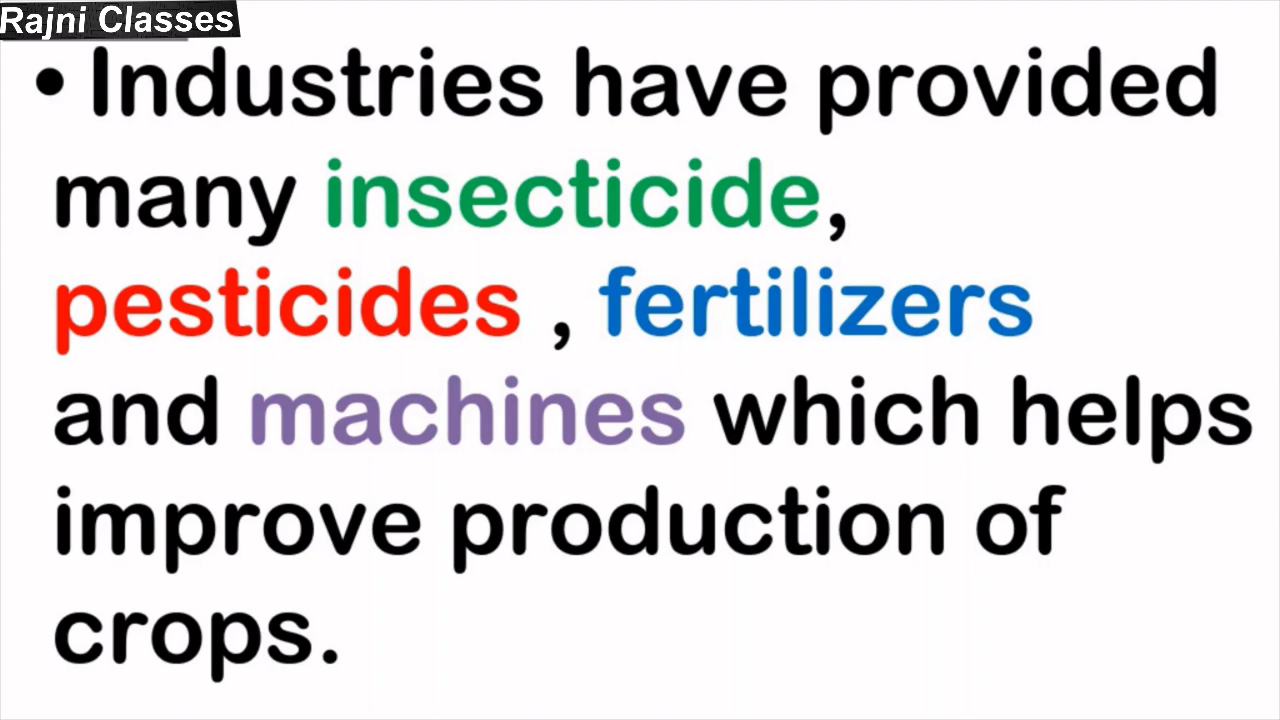 Rajni Classes
• Industries have provided
many insecticide,
pesticides , fertilizers
and machines which helps
improve production of
crops.